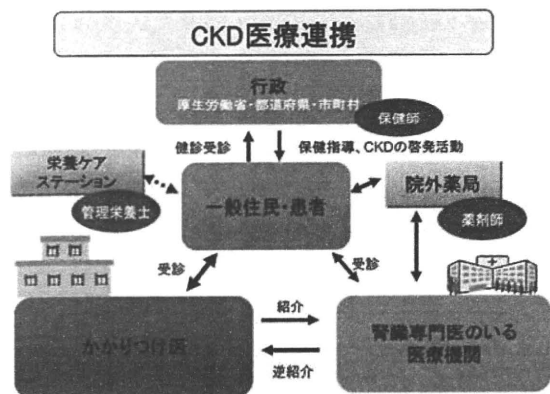 CKD医療連携
行政
厚生労働省・都道府県・市町村
保健師
健診受診
保健指導、CKDの啓発活動
栄養ケア
ステーション
管理栄養士
一般住民・患者
院外薬局
薬剤師
受診
受診
かかりつけ医
紹介
逆紹介
腎臓専門医のいる
医療機関